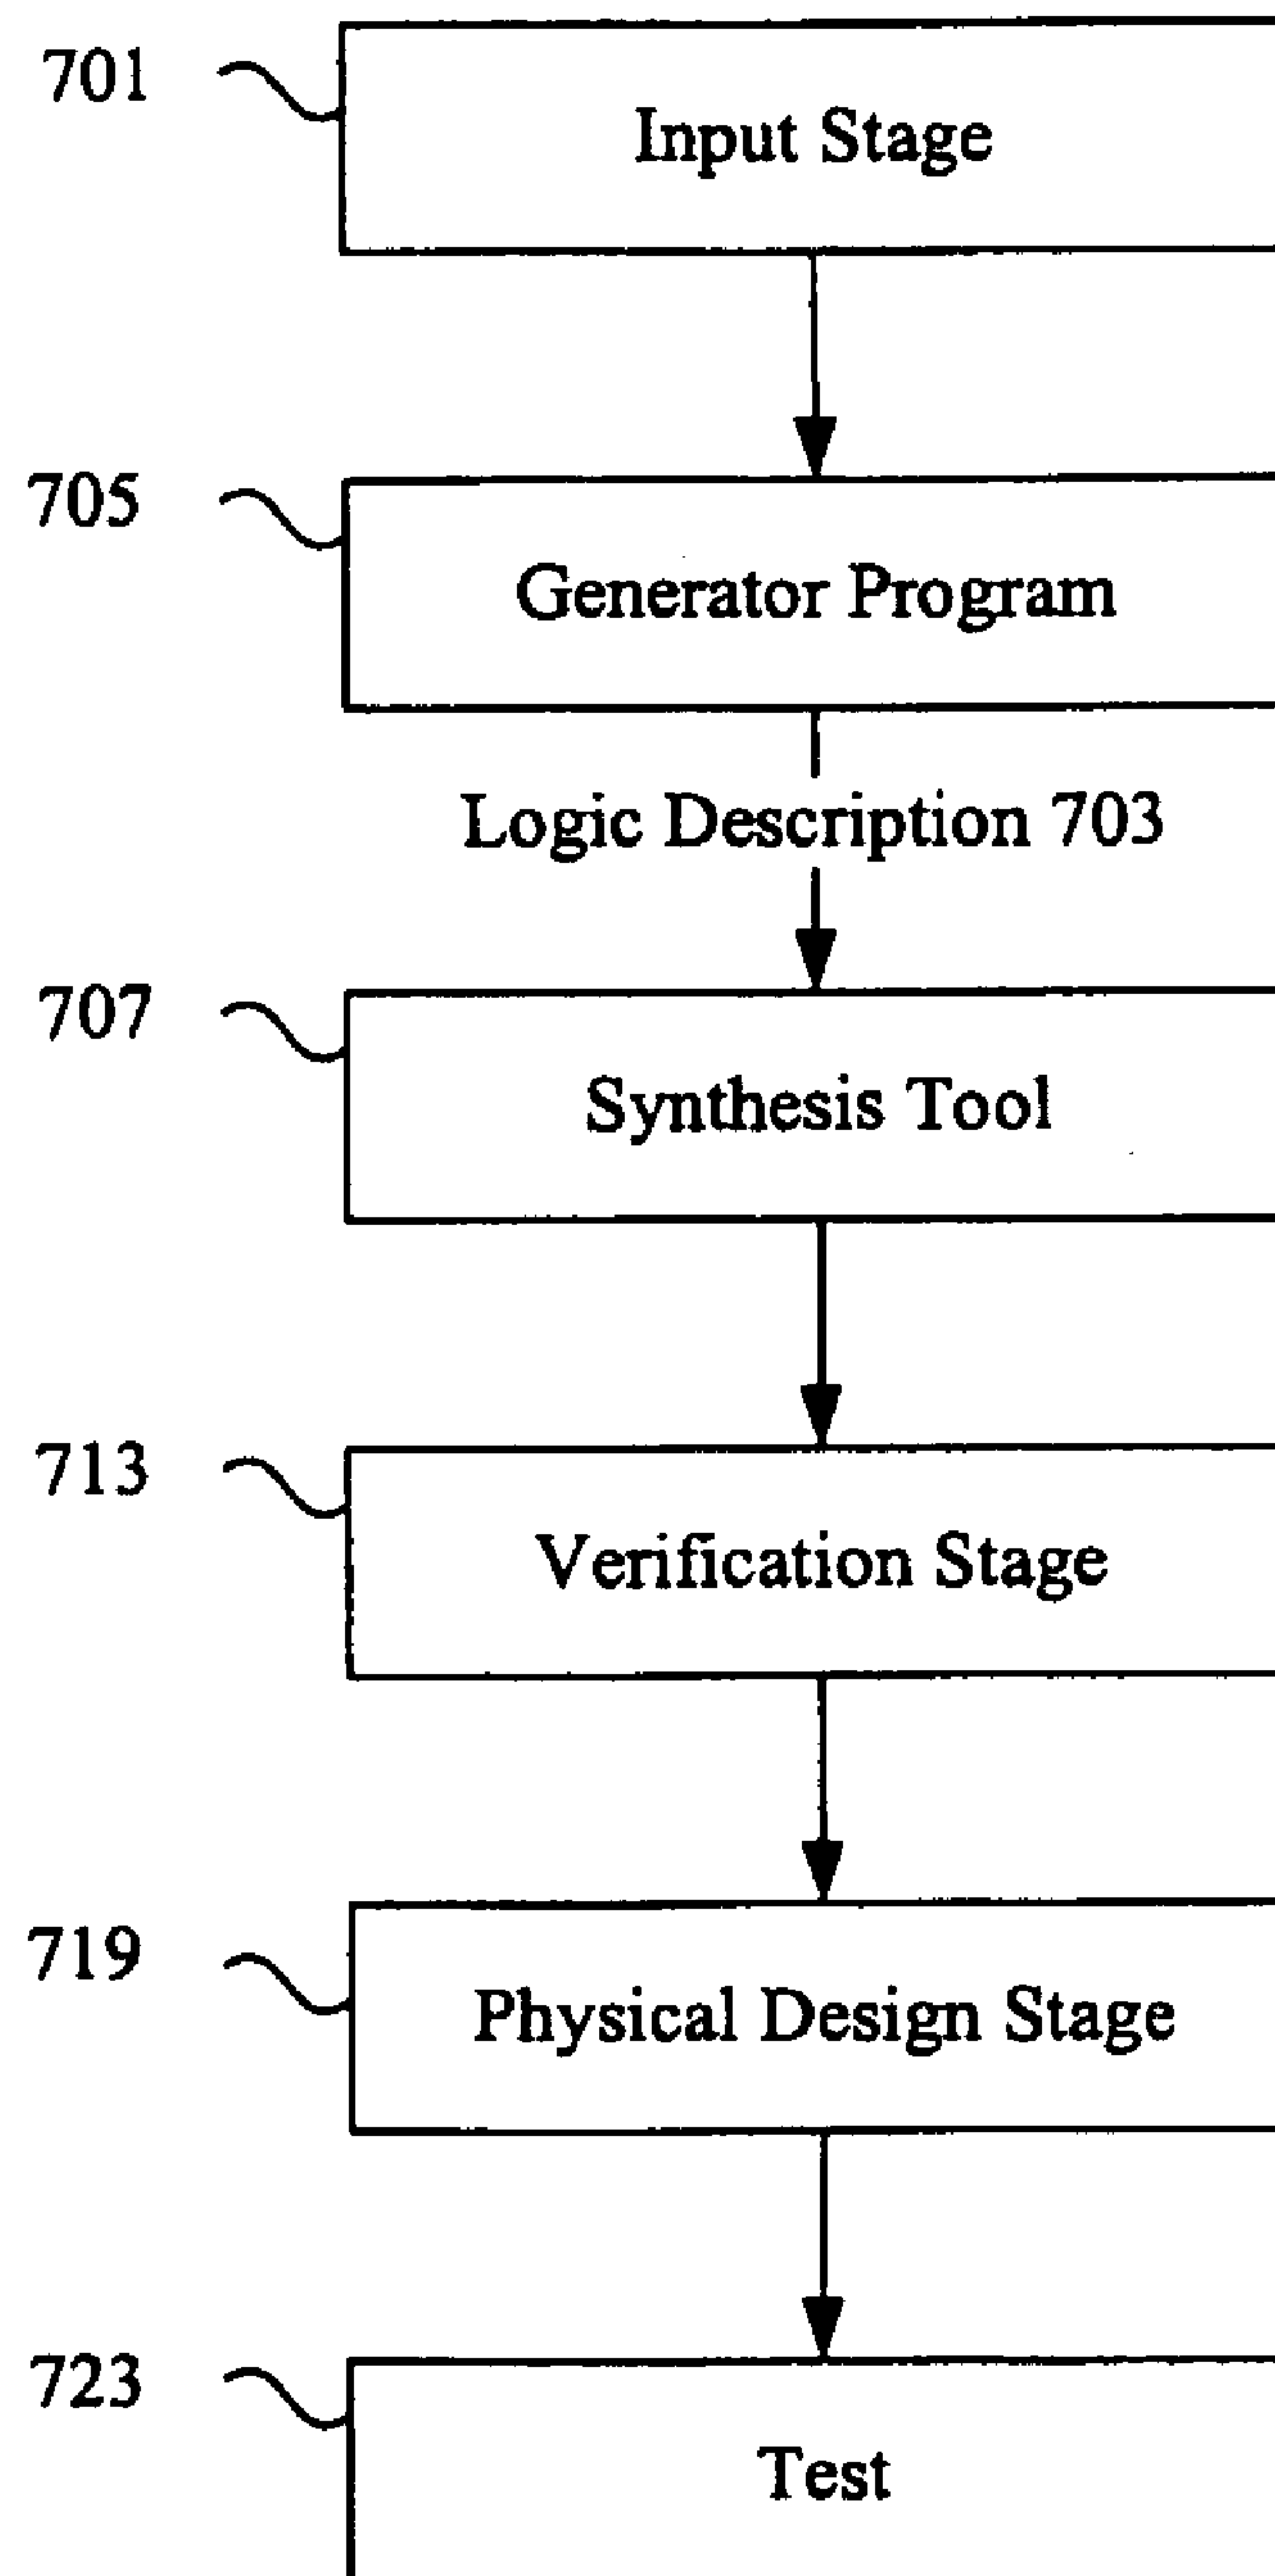 701
Input Stage
705
Generator Program
Logic Description 703
707
Synthesis Tool
713
Verification Stage
719
Physical Design Stage
723
Test